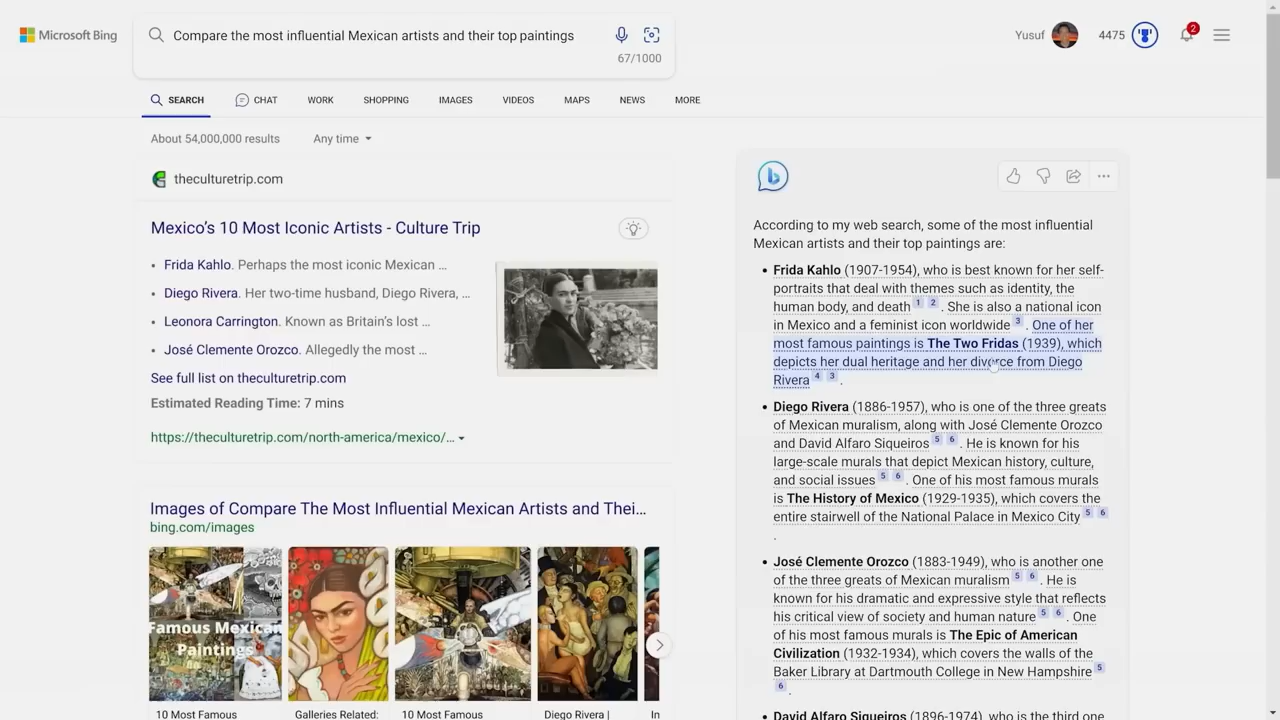 Microsoft Bing
Compare the most influential Mexican artists and their top paintings
67/1000
Yusuf
4475
2
SEARCH
CHAT
WORK
SHOPPING
IMAGES
VIDEOS
MAPS
NEWS
MORE
About 54,000,000 results
Any time
theculturetrip.com
Mexico's 10 Most Iconic Artists - Culture Trip
• Frida Kahlo. Perhaps the most iconic Mexican ...
• Diego Rivera. Her two-time husband, Diego Rivera, ...
• Leonora Carrington. Known as Britain's lost ...
• José Clemente Orozco. Allegedly the most ...
See full list on theculturetrip.com
Estimated Reading Time: 7 mins
https://theculturetrip.com/north-america/mexico/...
Images of Compare The Most Influential Mexican Artists and Thei...
bing.com/images
Famous Mexican
Paintings
10 Most Famous
Galleries Related:
10 Most Famous
Diego Rivera |
In
b
According to my web search, some of the most influential
Mexican artists and their top paintings are:
• Frida Kahlo (1907-1954), who is best known for her self-
portraits that deal with themes such as identity, the
human body, and death 1 2 . She is also a national icon
in Mexico and a feminist icon worldwide 3 . One of her
most famous paintings is The Two Fridas (1939), which
depicts her dual heritage and her divorce from Diego
Rivera 4 3 .
• Diego Rivera (1886-1957), who is one of the three greats
of Mexican muralism, along with José Clemente Orozco
and David Alfaro Siqueiros 5 6 . He is known for his
large-scale murals that depict Mexican history, culture,
and social issues 5 6 . One of his most famous murals
is The History of Mexico (1929-1935), which covers the
entire stairwell of the National Palace in Mexico City 5 6
.
• José Clemente Orozco (1883-1949), who is another one
of the three greats of Mexican muralism 5 6 . He is
known for his dramatic and expressive style that reflects
his critical view of society and human nature 5 6 . One
of his most famous murals is The Epic of American
Civilization (1932-1934), which covers the walls of the
Baker Library at Dartmouth College in New Hampshire 5
6 .
• David Alfaro Siqueiros (1896-1974), who is the third one